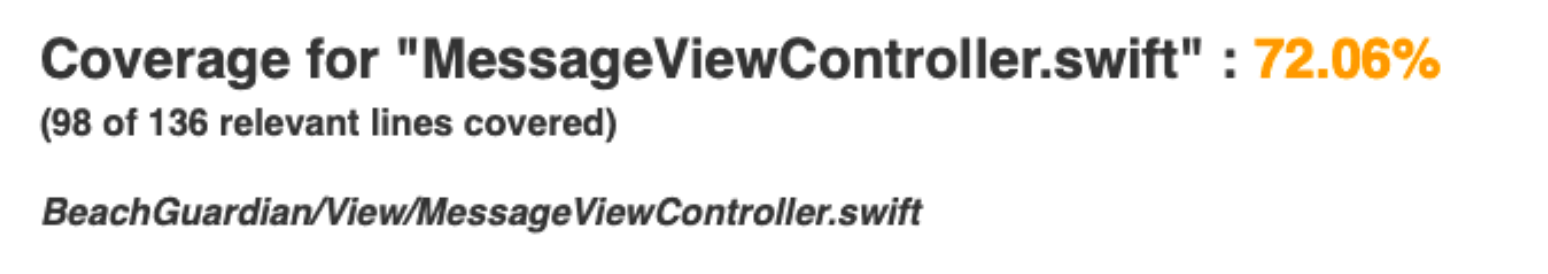 Coverage for "MessageViewController.swift" : 72.06%
(98 of 136 relevant lines covered)
BeachGuardian/View/MessageViewController.swift